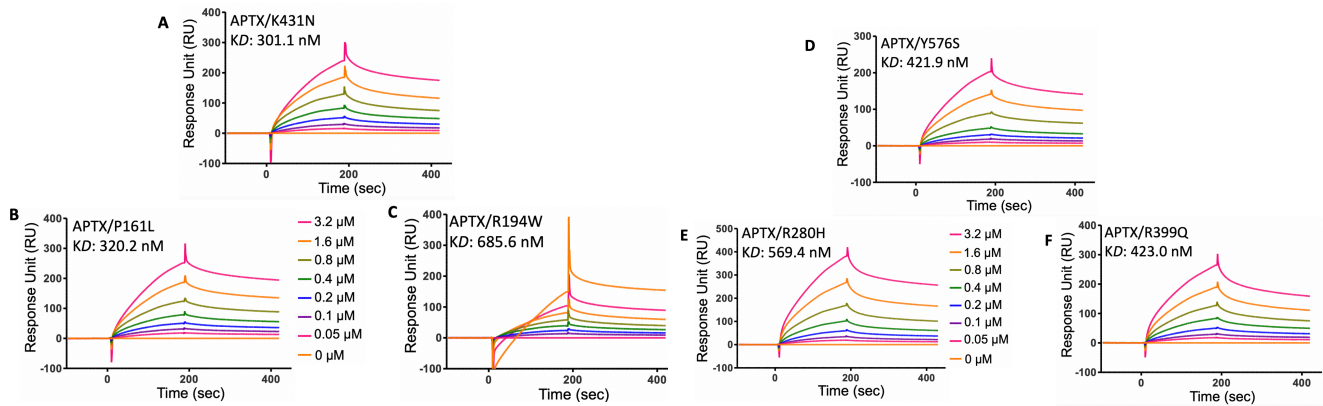 A
APTX/K431N
KD: 301.1 nM
Response Unit (RU)
400
300
200
100
0
-100
0
200
400
Time (sec)
D
APTX/Y576S
KD: 421.9 nM
Response Unit (RU)
300
200
100
0
-100
0
200
400
Time (sec)
B
APTX/P161L
KD: 320.2 nM
Response Unit (RU)
400
300
200
100
0
-100
0
200
400
Time (sec)
3.2 µM
1.6 µM
0.8 µM
0.4 µM
0.2 µM
0.1 µM
0.05 µM
0 µM
C
APTX/R194W
KD: 685.6 nM
Response Unit (RU)
400
300
200
100
0
-100
0
200
400
Time (sec)
E
APTX/R280H
KD: 569.4 nM
Response Unit (RU)
500
400
300
200
100
0
-100
0
200
400
Time (sec)
3.2 µM
1.6 µM
0.8 µM
0.4 µM
0.2 µM
0.1 µM
0.05 µM
0 µM
F
APTX/R399Q
KD: 423.0 nM
Response Unit (RU)
400
300
200
100
0
-100
0
200
400
Time (sec)